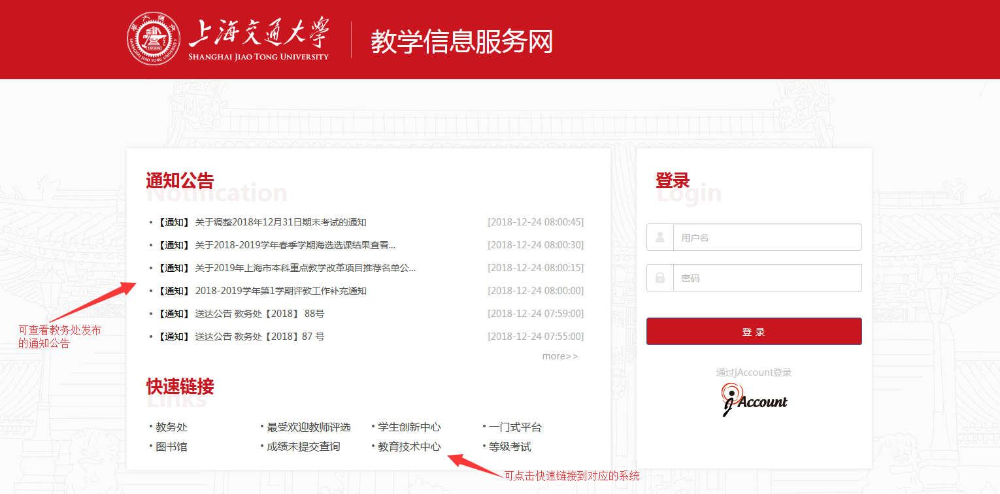 上海交通大学
SHANGHAI JIAO TONG UNIVERSITY
教学信息服务网
通知公告
Notification
• 【通知】 关于调整2018年12月31日期末考试的通知 [2018-12-24 08:00:45]
• 【通知】 关于2018-2019学年春季学期海选选课结果查看... [2018-12-24 08:00:30]
• 【通知】 关于2019年上海市本科重点教学改革项目推荐名单公... [2018-12-24 08:00:15]
• 【通知】 2018-2019学年第1学期评教工作补充通知 [2018-12-24 08:00:00]
• 【通知】 送达公告 教务处【2018】 88号 [2018-12-24 07:59:00]
• 【通知】 送达公告 教务处【2018】87 号 [2018-12-24 07:55:00]
more>>
可查看教务处发布
的通知公告
快速链接
Links
• 教务处 • 最受欢迎教师评选 • 学生创新中心 • 一门式平台
• 图书馆 • 成绩未提交查询 • 教育技术中心 • 等级考试
可点击快速链接到对应的系统
登录
Login
用户名
密码
登 录
通过jAccount登录
jAccount